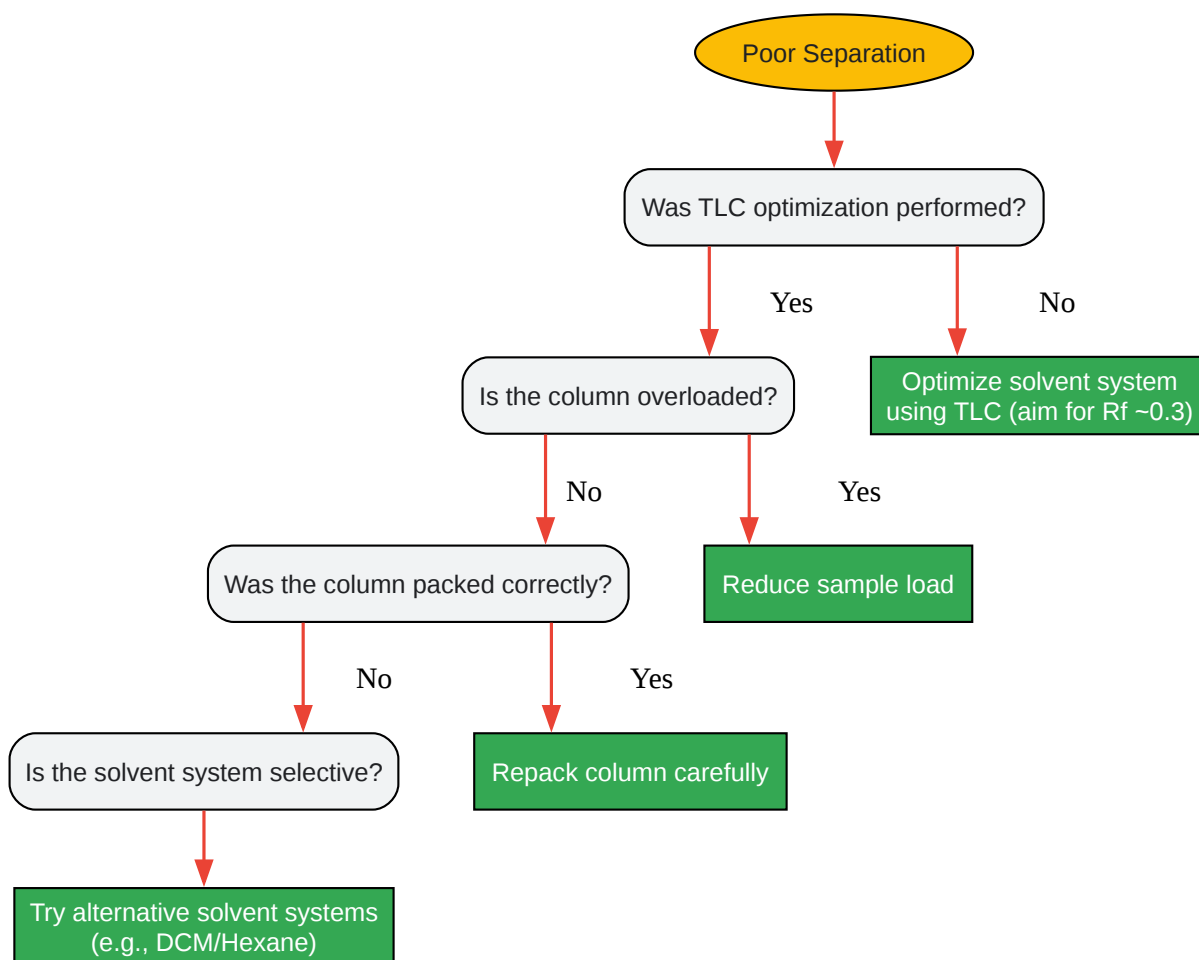 Poor Separation
Was TLC optimization performed?
Yes
No
Is the column overloaded?
Optimize solvent system
using TLC (aim for Rf ~0.3)
No
Yes
Was the column packed correctly?
Reduce sample load
No
Yes
Is the solvent system selective?
Repack column carefully
Try alternative solvent systems
(e.g., DCM/Hexane)